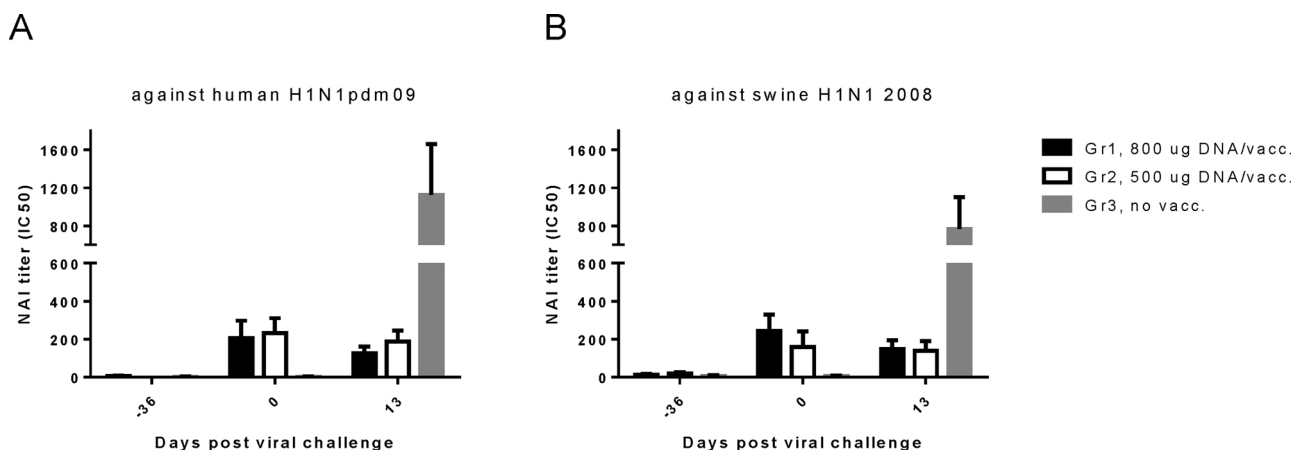 A
B
against human H1N1pdm09
against swine H1N1 2008
NAI titer (IC50)
1600
1200
800
600
400
200
0
-36
0
13
Days post viral challenge
NAI titer (IC50)
1600
1200
800
600
400
200
0
-36
0
13
Days post viral challenge
Gr1, 800 ug DNA/vacc.
Gr2, 500 ug DNA/vacc.
Gr3, no vacc.